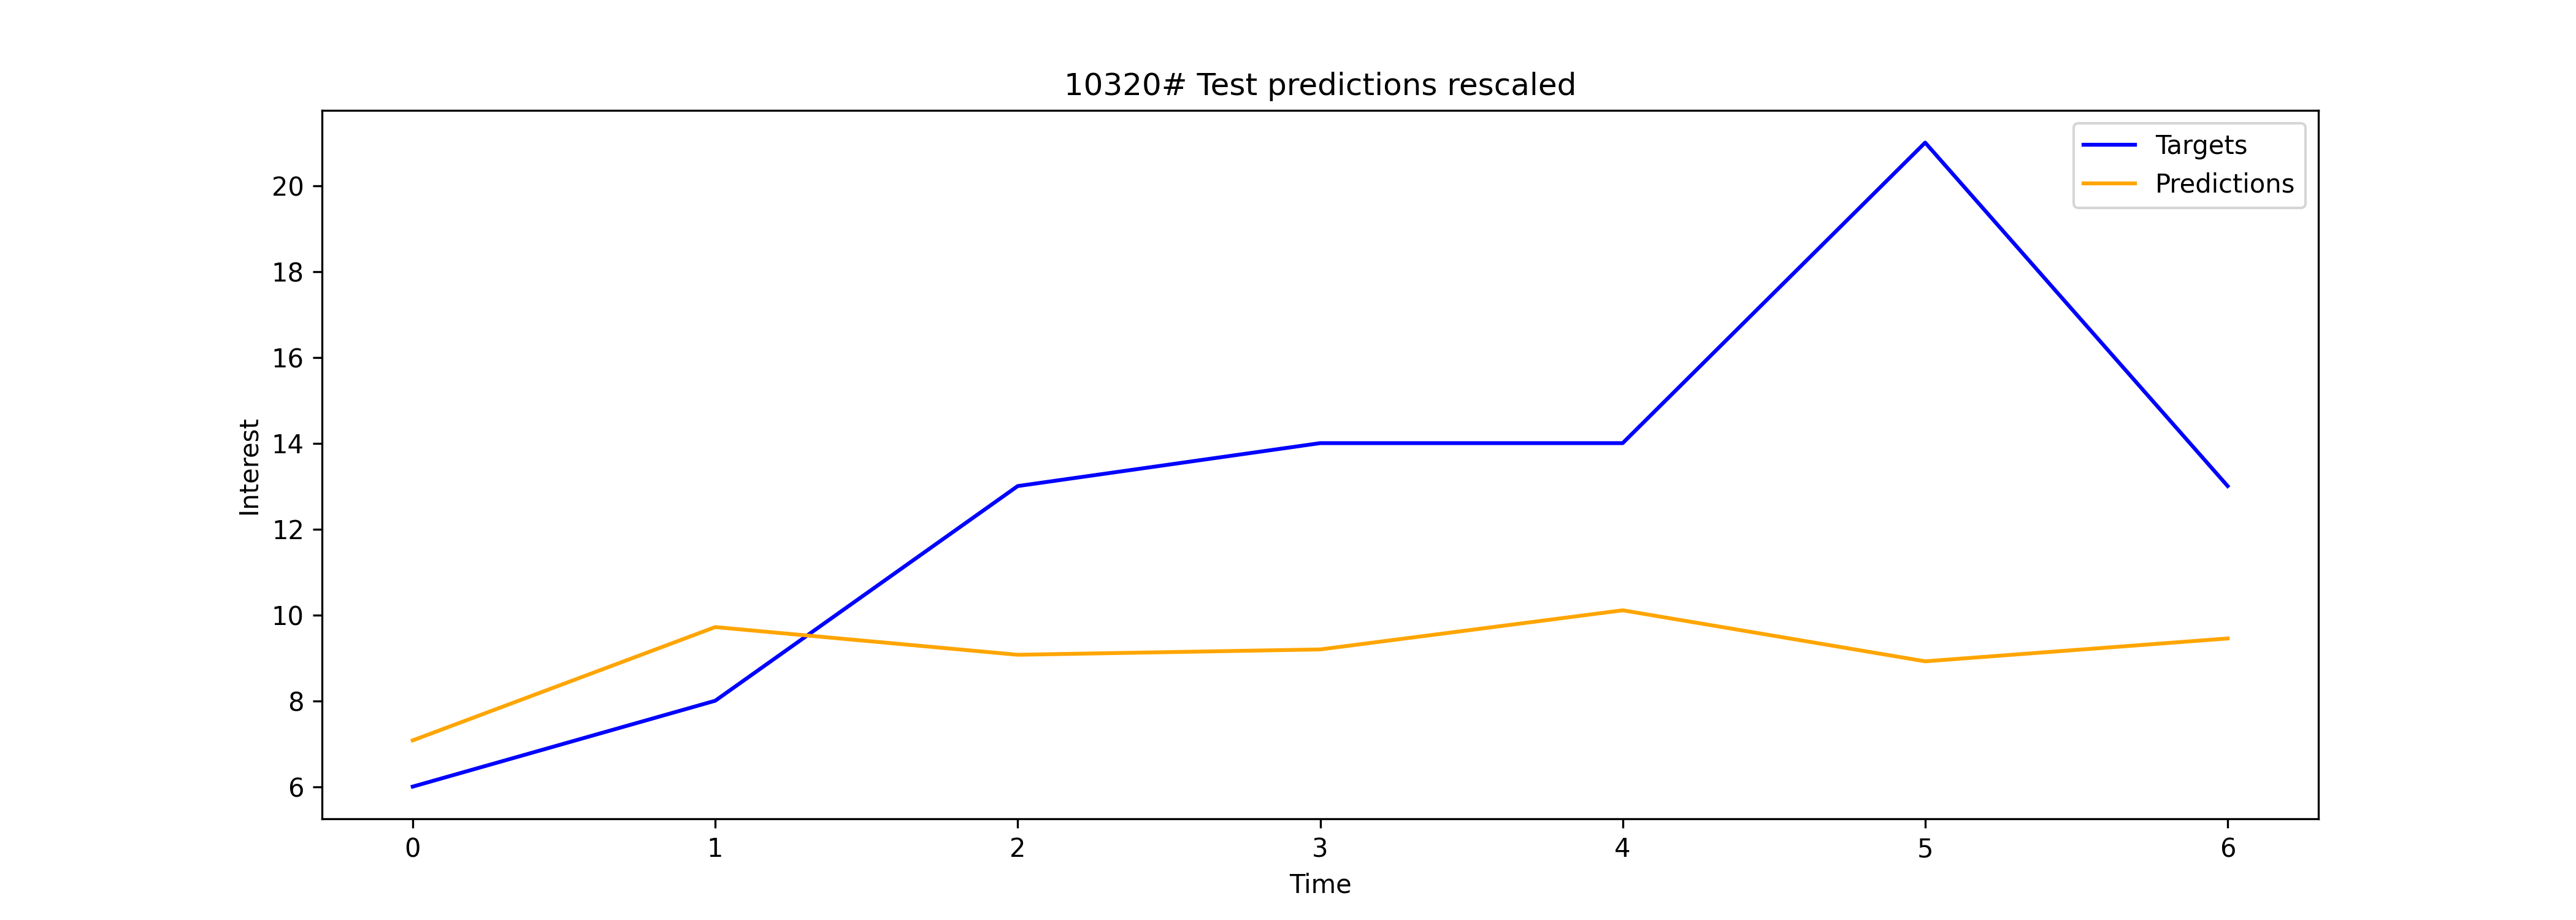 10320# Test predictions rescaled
Targets
Predictions
20
18
16
14
12
10
8
6
Interest
0 1 2 3 4 5 6
Time